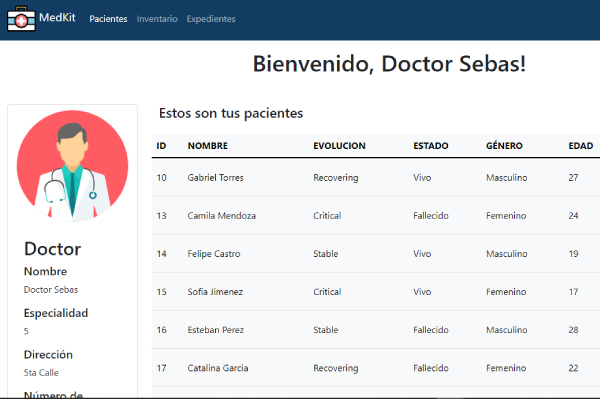 MedKit Pacientes Inventario Expedientes
Bienvenido, Doctor Sebas!
Estos son tus pacientes
ID NOMBRE EVOLUCION ESTADO GÉNERO EDAD
10 Gabriel Torres Recovering Vivo Masculino 27
13 Camila Mendoza Critical Fallecido Femenino 24
14 Felipe Castro Stable Vivo Masculino 19
15 Sofia Jimenez Critical Vivo Femenino 17
16 Esteban Perez Stable Fallecido Masculino 28
17 Catalina Garcia Recovering Fallecido Femenino 22
Doctor
Nombre
Doctor Sebas
Especialidad
5
Dirección
5ta Calle
Número de